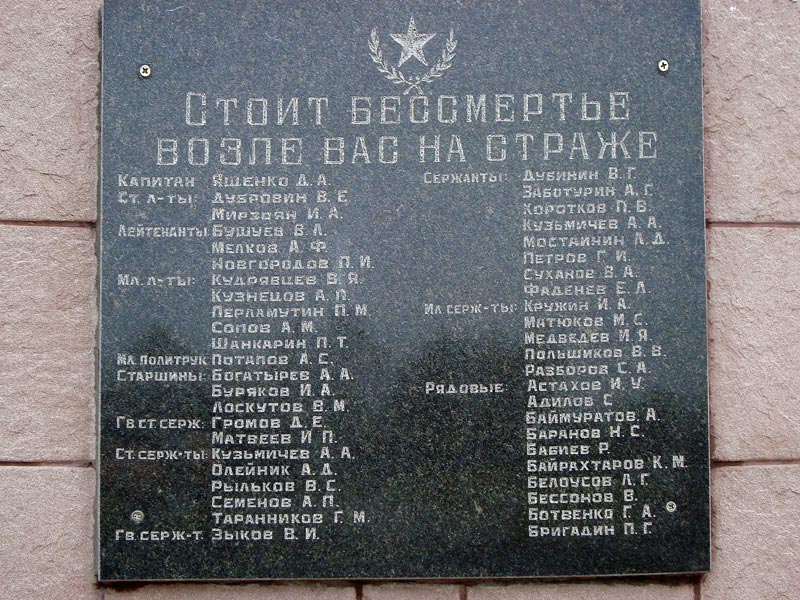 Стоит бессмертье
возле вас на страже
Капитан Ященко Д. А.
Ст. л-ты: Дубровин В. Е.
Мирзоян И. А.
Лейтенанты: Бушуев В. Л.
Мелков А. Ф.
Новгородов П. И.
Мл. л-ты: Кудрявцев В. Я.
Кузнецов А. П.
Перламутин П. М.
Сопов А. М.
Шанкарин П. Т.
Мл. политрук Потапов А. С.
Старшины: Богатырев А. А.
Буряков И. А.
Лоскутов В. М.
Гв. ст. серж: Громов Д. Е.
Матвеев И. П.
Ст. серж-ты: Кузьмичев А. А.
Олейник А. Д.
Рыльков В. С.
Семенов А. П.
Таранников Г. М.
Гв. серж-т. Зыков В. И.
Сержанты: Дубинин В. Г.
Заботурин А. Г.
Коротков П. В.
Кузьмичев А. А.
Мостайнин Л. Д.
Петров Г. И.
Суханов В. А.
Фаденев Е. Л.
Мл. серж-ты: Кружин И. А.
Матюков М. С.
Медведев И. Я.
Польшиков В. В.
Разборов С. А.
Рядовые: Астахов И. У.
Адилов С
Баймуратов А.
Баранов Н. С.
Бабиев Р.
Байрахтаров К. М.
Белоусов Л. Г.
Бессонов В.
Ботвенко Г. А.
Бригадин П. Г.